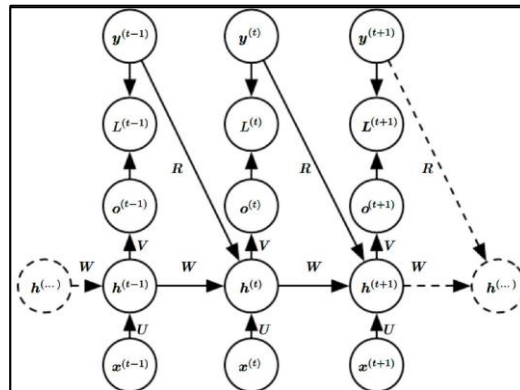 y^(t−1) y^(t) y^(t+1)
L^(t−1) L^(t) L^(t+1)
R R R
o^(t−1) o^(t) o^(t+1)
V V V
W W W W
h^(...) h^(t−1) h^(t) h^(t+1) h^(...)
U U U
x^(t−1) x^(t) x^(t+1)